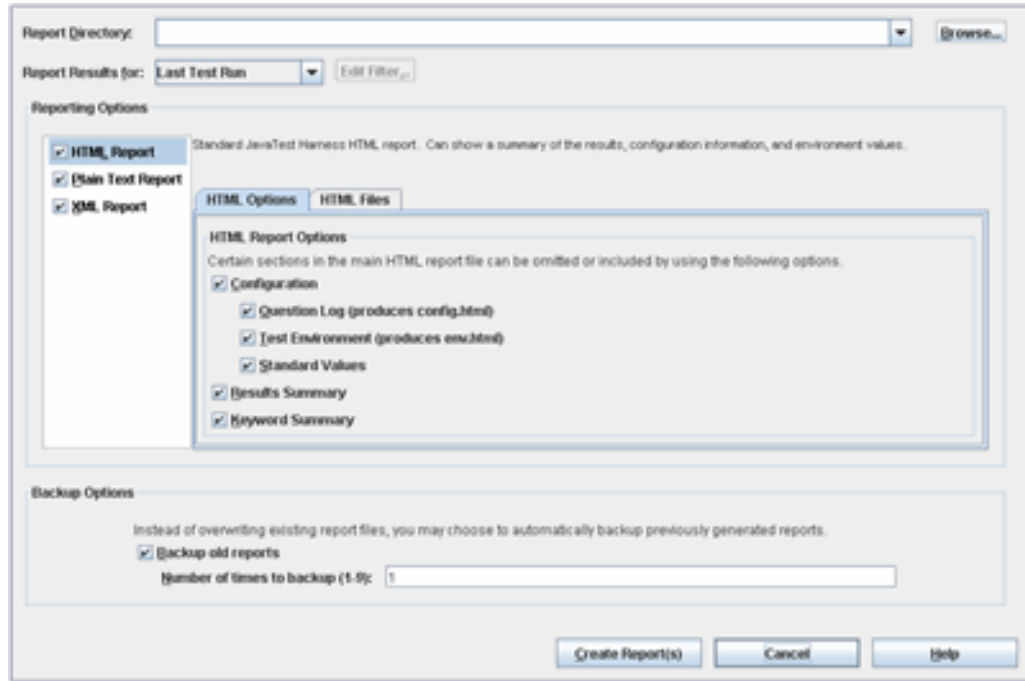 Report Directory: Browse...
Report Results for: Last Test Run Edit Filter...
Reporting Options
HTML Report
Standard JavaTest Harness HTML report. Can show a summary of the results, configuration information, and environment values.
Plain Text Report
XML Report
HTML Options HTML Files
HTML Report Options
Certain sections in the main HTML report file can be omitted or included by using the following options.
Configuration
Question Log (produces config.html)
Test Environment (produces env.html)
Standard Values
Results Summary
Keyword Summary
Backup Options
Instead of overwriting existing report files, you may choose to automatically backup previously generated reports.
Backup old reports
Number of times to backup (1-9): 1
Create Report(s) Cancel Help